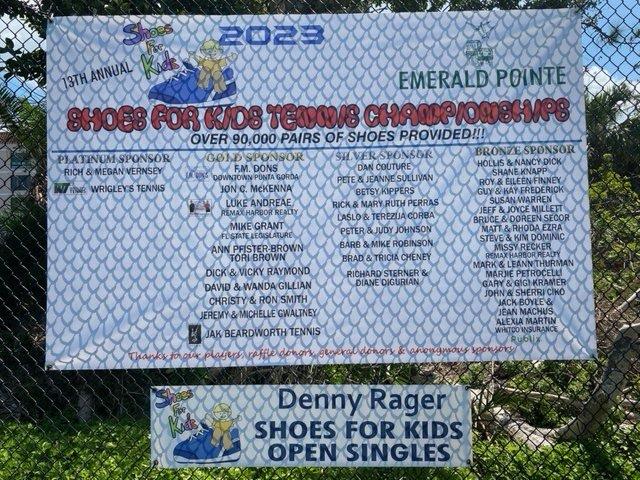 Shoes For Kids 2023
13TH ANNUAL
EMERALD POINTE
SHOES FOR KIDS TENNIS CHAMPIONSHIPS
OVER 90,000 PAIRS OF SHOES PROVIDED!!!
PLATINUM SPONSOR
RICH & MEGAN VERNSEY
WRIGLEY'S TENNIS
GOLD SPONSOR
F.M. DONS
DOWNTOWN PUNTA GORDA
JON C. McKENNA
LUKE ANDREAE
REMAX HARBOR REALTY
MIKE GRANT
FL STATE LEGISLATURE
ANN PFISTER-BROWN
TORI BROWN
DICK & VICKY RAYMOND
DAVID & WANDA GILLIAN
CHRISTY & RON SMITH
JEREMY & MICHELLE GWALTNEY
JAK BEARDWORTH TENNIS
SILVER SPONSOR
DAN COUTURE
PETE & JEANNE SULLIVAN
BETSY KIPPERS
RICK & MARY RUTH PERRAS
LASLO & TEREZIJA CORBA
PETER & JUDY JOHNSON
BARB & MIKE ROBINSON
BRAD & TRICIA CHENEY
RICHARD STERNER &
DIANE DIGURIAN
BRONZE SPONSOR
HOLLIS & NANCY DICK
SHANE KNAPP
ROY & EILEEN FINNEY
GUY & KAY FREDERICK
SUSAN WARREN
JEFF & JOYCE MILLETT
BRUCE & DOREEN SECOR
MATT & RHODA EZRA
STEVE & KIM DOMINIC
MISSY RECKER
REMAX HARBOR REALTY
MARK & LEANN THURMAN
MARJIE PETROCELLI
GARY & GIGI KRAMER
JOHN & SHERRI CIKO
JACK BOYLE &
JEAN MACHUS
ALEXIA MARTIN
WINTCO INSURANCE
Publix
Thanks to our players, raffle donors, general donors & anonymous sponsors
Shoes For Kids
Denny Rager
SHOES FOR KIDS
OPEN SINGLES